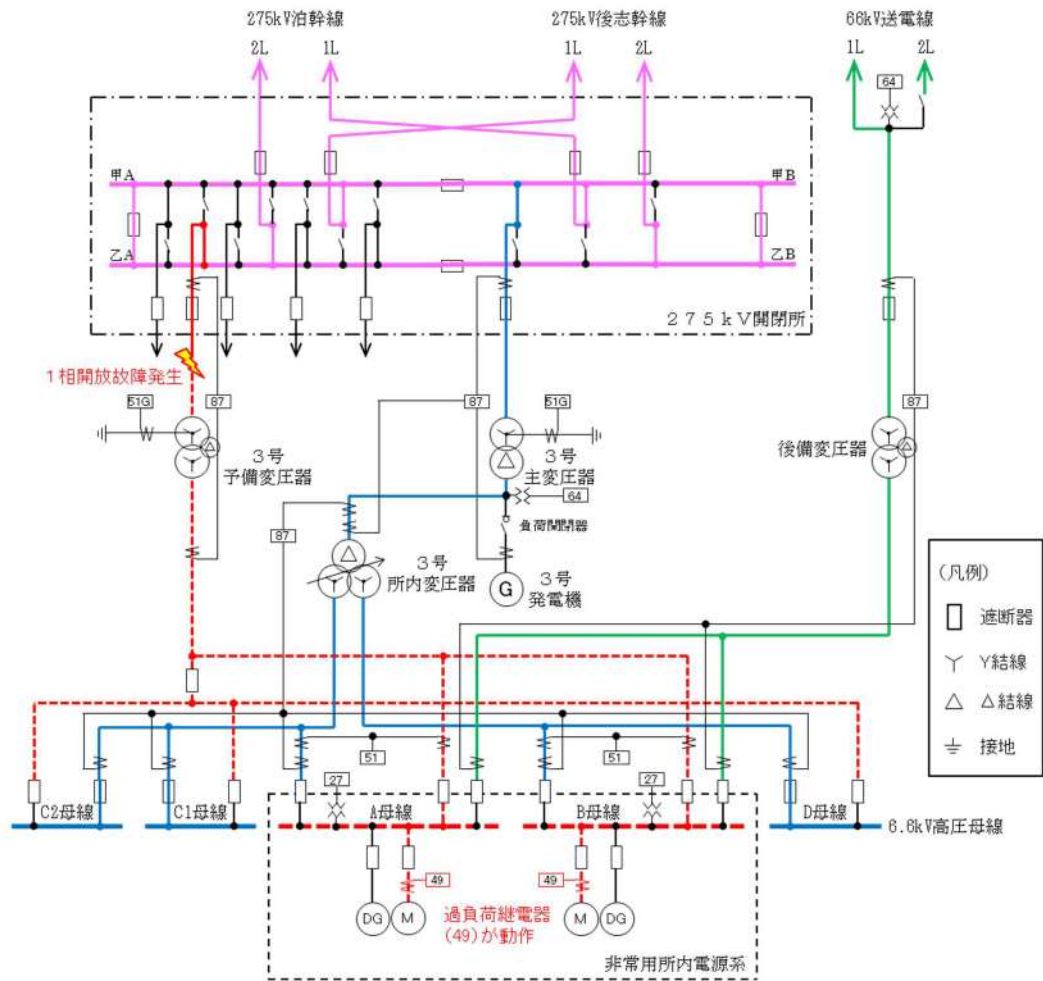 275kV泊幹線
275kV後志幹線
66kV送電線
2L
1L
1L
2L
1L
2L
64
甲A
甲B
乙A
乙B
275kV開閉所
1相開放故障発生
51G
87
87
51G
87
3号
予備変圧器
3号
主変圧器
後備変圧器
64
負荷開閉器
87
3号
所内変圧器
G
3号
発電機
(凡例)
遮断器
Y結線
△結線
接地
51
51
27
27
C2母線
C1母線
A母線
B母線
D母線
6.6kV高圧母線
49
49
DG
M
過負荷継電器
(49)が動作
M
DG
非常用所内電源系